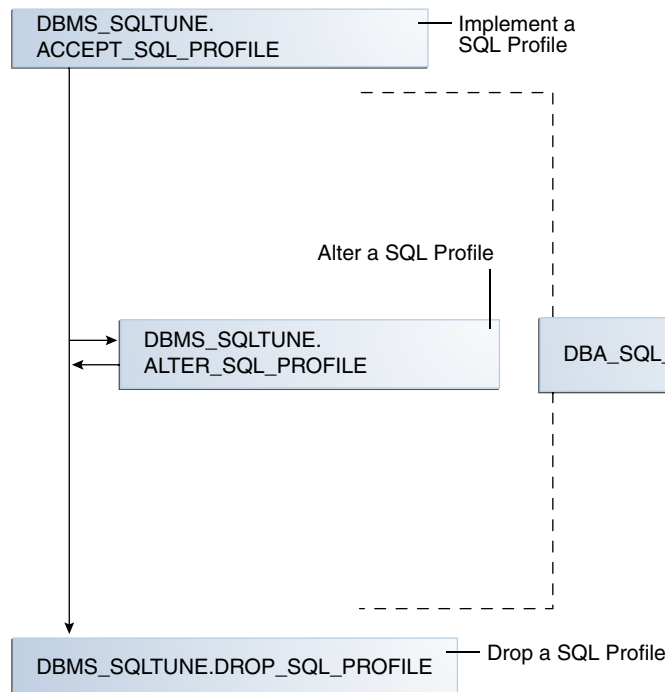 DBMS_SQLTUNE.
ACCEPT_SQL_PROFILE
Implement a
SQL Profile
Alter a SQL Profile
DBMS_SQLTUNE.
ALTER_SQL_PROFILE
DBA_SQL_
DBMS_SQLTUNE.DROP_SQL_PROFILE
Drop a SQL Profile